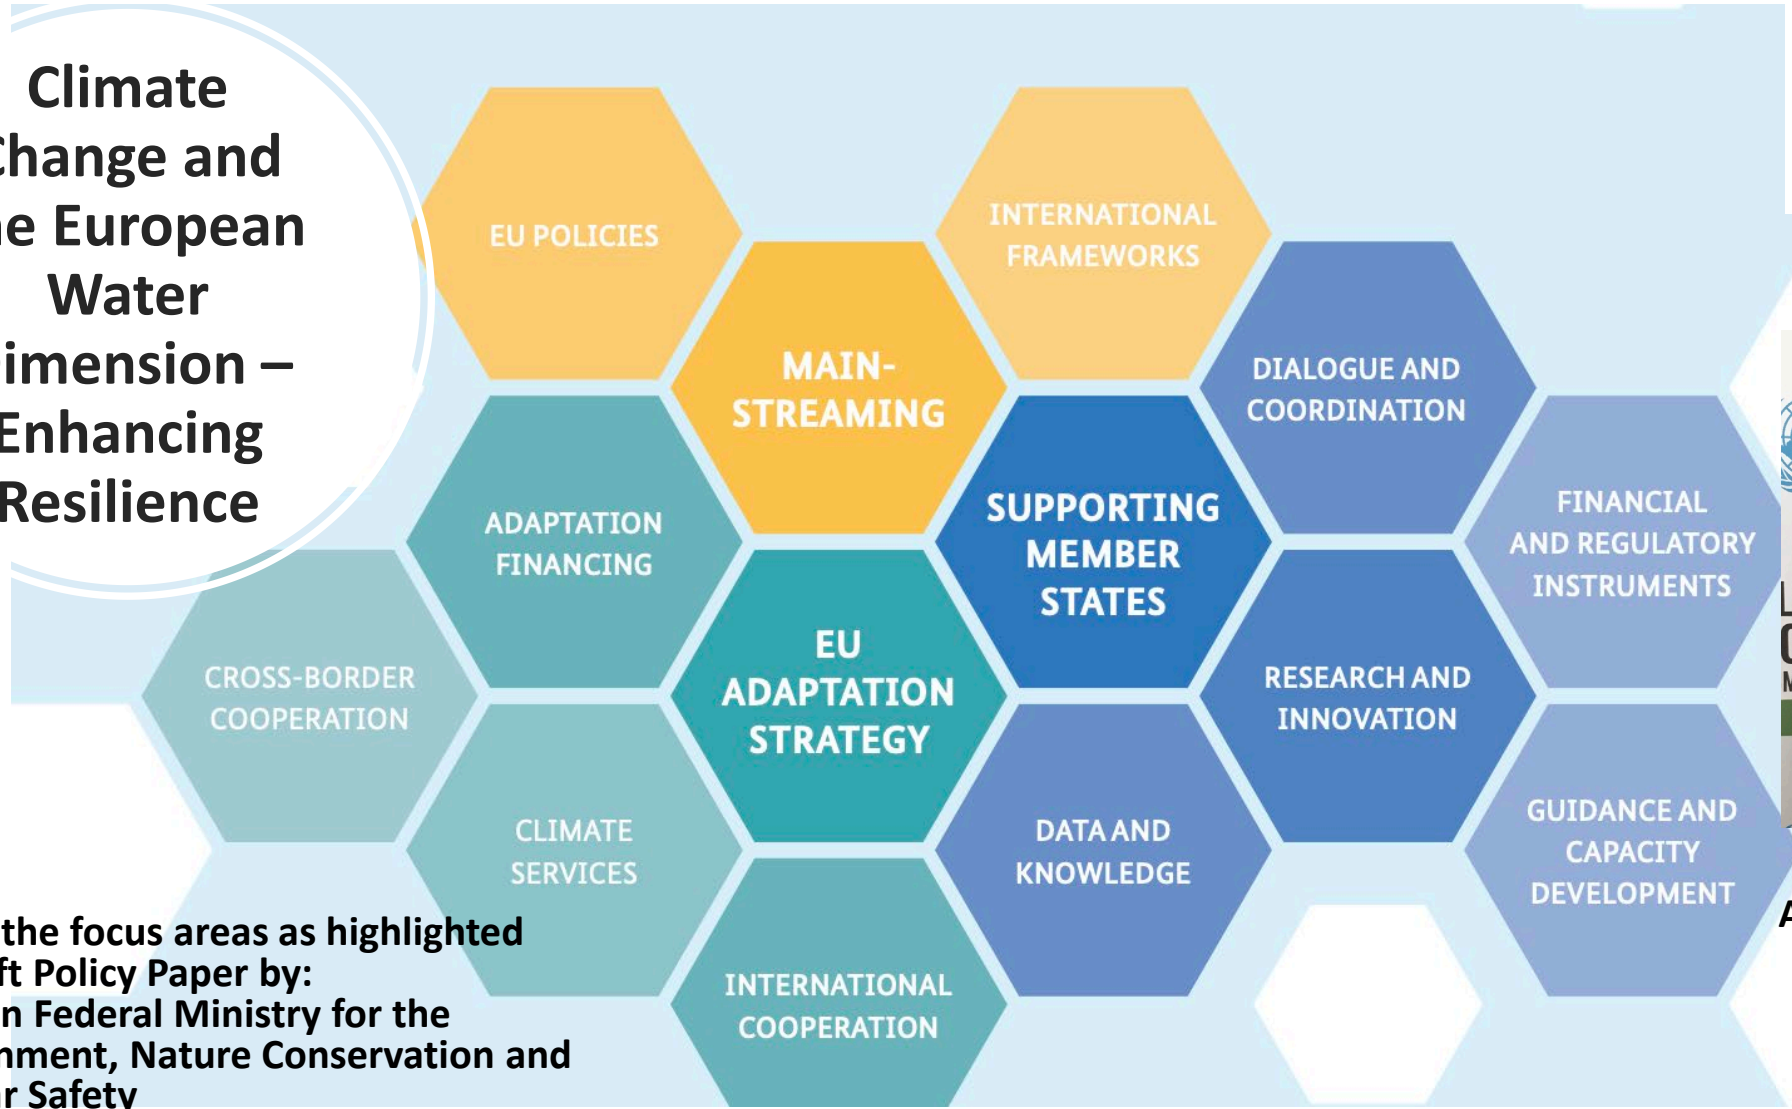 Climate
Change and
he European
Water
imension –
Enhancing
Resilience
EU POLICIES
INTERNATIONAL
FRAMEWORKS
MAIN-
STREAMING
DIALOGUE AND
COORDINATION
ADAPTATION
FINANCING
SUPPORTING
MEMBER
STATES
FINANCIAL
AND REGULATORY
INSTRUMENTS
CROSS-BORDER
COOPERATION
EU
ADAPTATION
STRATEGY
RESEARCH AND
INNOVATION
CLIMATE
SERVICES
DATA AND
KNOWLEDGE
GUIDANCE AND
CAPACITY
DEVELOPMENT
INTERNATIONAL
COOPERATION
the focus areas as highlighted
ft Policy Paper by:
n Federal Ministry for the
nment, Nature Conservation and
r Safety